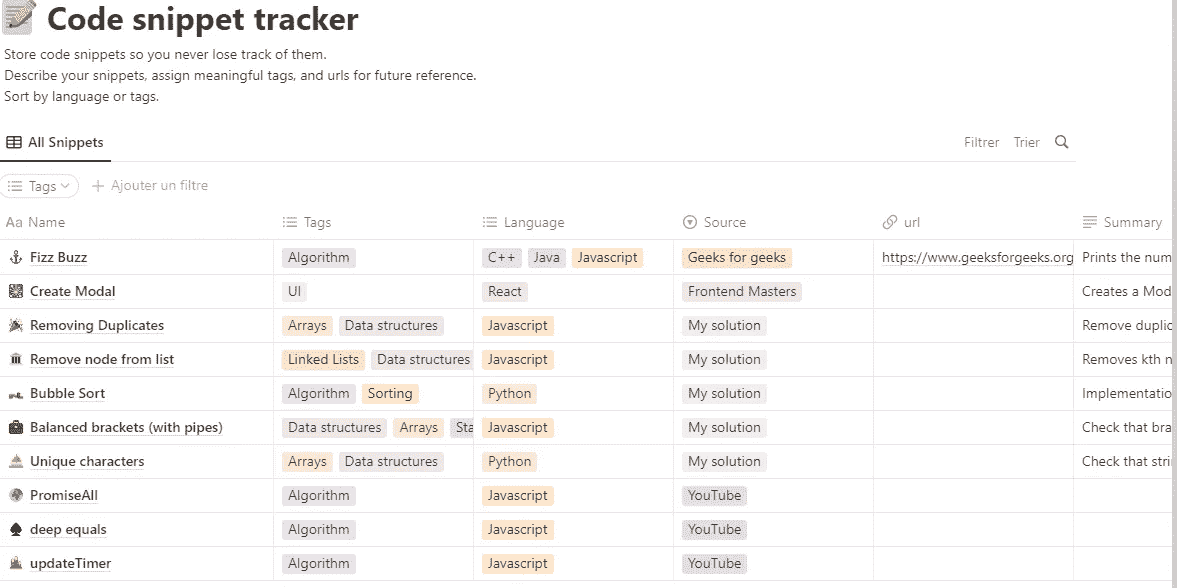 Code snippet tracker
Store code snippets so you never lose track of them.
Describe your snippets, assign meaningful tags, and urls for future reference.
Sort by language or tags.
All Snippets Filtrer Trier
Tags Ajouter un filtre
Aa Name Tags Language Source url Summary
Fizz Buzz Algorithm C++ Java Javascript Geeks for geeks https://www.geeksforgeeks.org Prints the num
Create Modal UI React Frontend Masters Creates a Mod
Removing Duplicates Arrays Data structures Javascript My solution Remove duplic
Remove node from list Linked Lists Data structures Javascript My solution Removes kth n
Bubble Sort Algorithm Sorting Python My solution Implementatio
Balanced brackets (with pipes) Data structures Arrays Sta Javascript My solution Check that bra
Unique characters Arrays Data structures Python My solution Check that stri
PromiseAll Algorithm Javascript YouTube
deep equals Algorithm Javascript YouTube
updateTimer Algorithm Javascript YouTube